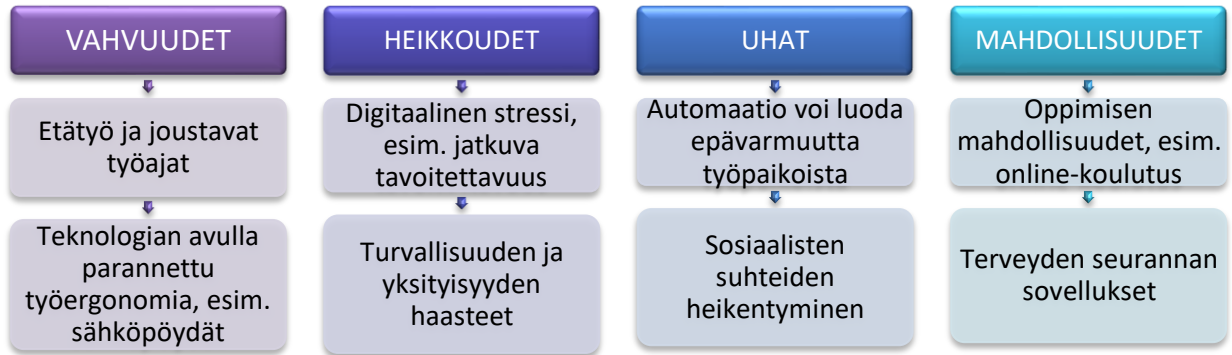 VAHVUUDET
Etätyö ja joustavat
työajat
Teknologian avulla
parannettu
työergonomia, esim.
sähköpöydät
HEIKKOUDET
Digitaalinen stressi,
esim. jatkuva
tavoitettavuus
Turvallisuuden ja
yksityisyyden
haasteet
UHAT
Automaatio voi luoda
epävarmuutta
työpaikoista
Sosiaalisten
suhteiden
heikentyminen
MAHDOLLISUUDET
Oppimisen
mahdollisuudet, esim.
online-koulutus
Terveyden seurannan
sovellukset